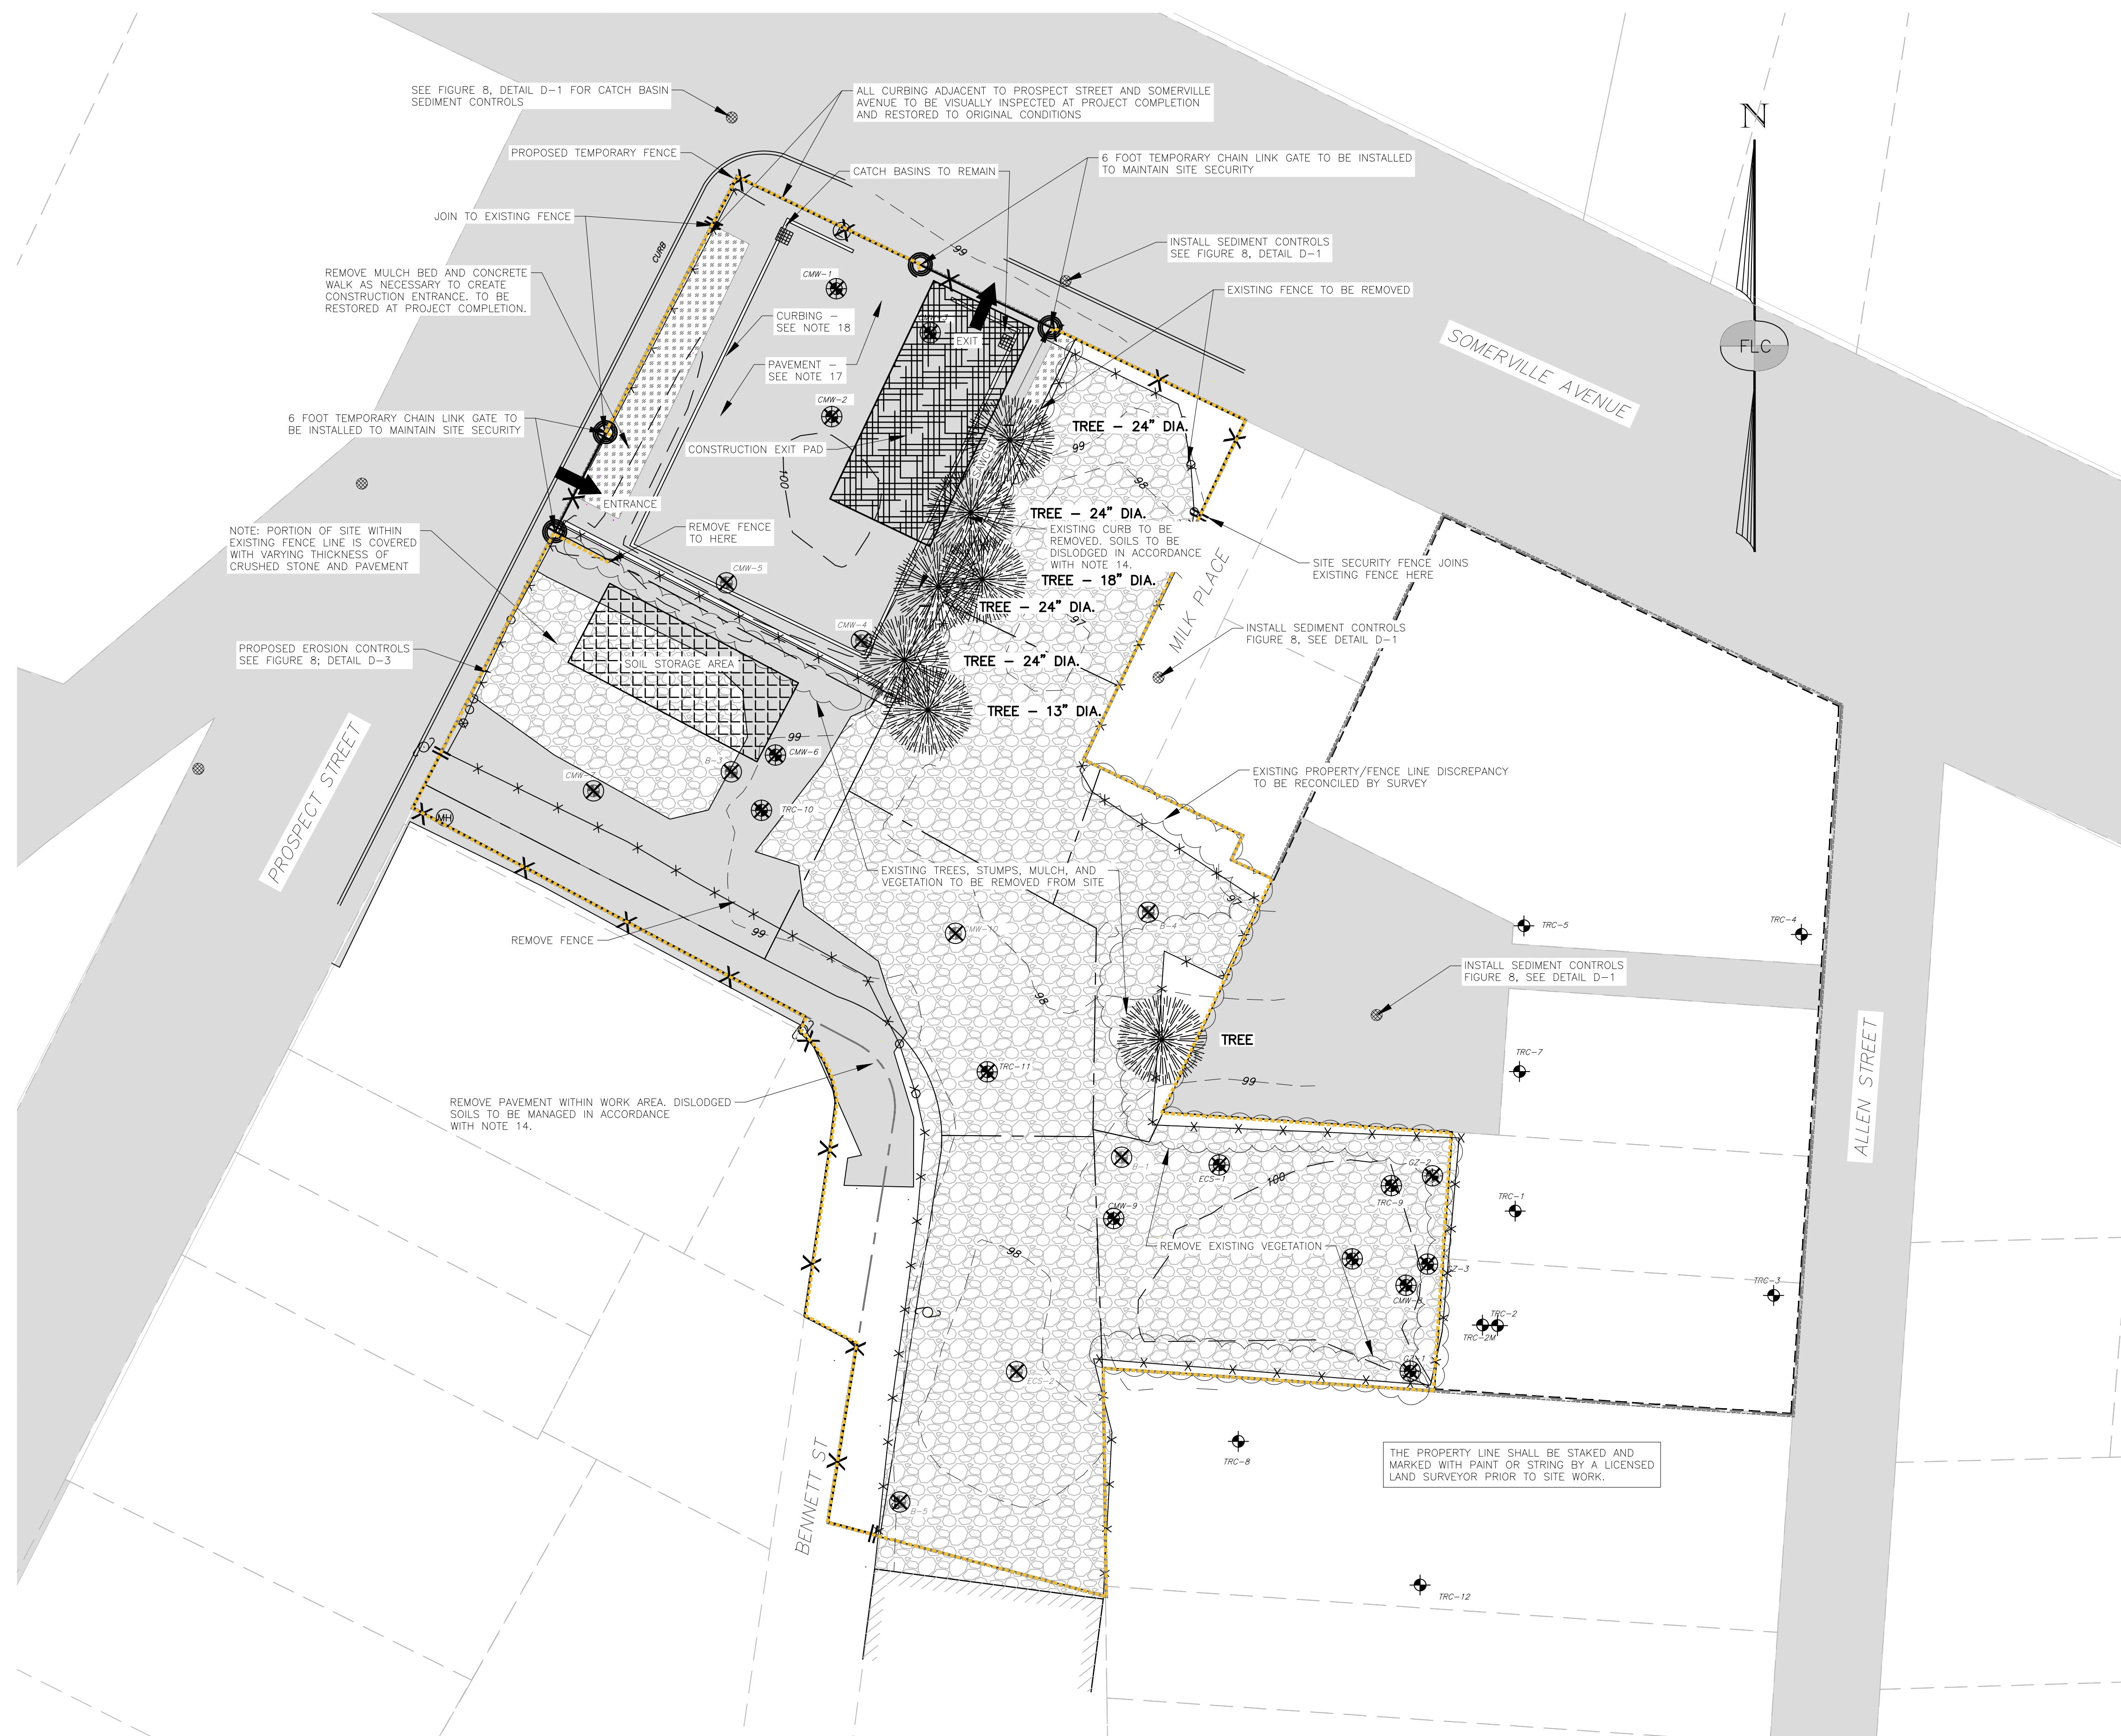 SEE FIGURE 8, DETAIL D-1 FOR CATCH BASIN
SEDIMENT CONTROLS
ALL CURBING ADJACENT TO PROSPECT STREET AND SOMERVILLE
AVENUE TO BE VISUALLY INSPECTED AT PROJECT COMPLETION
AND RESTORED TO ORIGINAL CONDITIONS
N
PROPOSED TEMPORARY FENCE
CATCH BASINS TO REMAIN
6 FOOT TEMPORARY CHAIN LINK GATE TO BE INSTALLED
TO MAINTAIN SITE SECURITY
JOIN TO EXISTING FENCE
CURB
99
INSTALL SEDIMENT CONTROLS
SEE FIGURE 8, DETAIL D-1
REMOVE MULCH BED AND CONCRETE
WALK AS NECESSARY TO CREATE
CONSTRUCTION ENTRANCE. TO BE
RESTORED AT PROJECT COMPLETION.
CMW-1
EXISTING FENCE TO BE REMOVED
CURBING -
SEE NOTE 18
EXIT
FLC
SOMERVILLE AVENUE
PAVEMENT -
SEE NOTE 17
CMW-2
6 FOOT TEMPORARY CHAIN LINK GATE TO
BE INSTALLED TO MAINTAIN SITE SECURITY
TREE - 24" DIA.
CONSTRUCTION EXIT PAD
SAWCUT
99
98
100
ENTRANCE
TREE - 24" DIA.
NOTE: PORTION OF SITE WITHIN
EXISTING FENCE LINE IS COVERED
WITH VARYING THICKNESS OF
CRUSHED STONE AND PAVEMENT
REMOVE FENCE
TO HERE
EXISTING CURB TO BE
REMOVED. SOILS TO BE
DISLODGED IN ACCORDANCE
WITH NOTE 14.
CMW-5
SITE SECURITY FENCE JOINS
EXISTING FENCE HERE
TREE - 18" DIA.
TREE - 24" DIA.
MILK PLACE
97
CMW-4
INSTALL SEDIMENT CONTROLS
FIGURE 8, SEE DETAIL D-1
PROPOSED EROSION CONTROLS
SEE FIGURE 8; DETAIL D-3
SOIL STORAGE AREA
TREE - 24" DIA.
TREE - 13" DIA.
99
CMW-6
B-3
CMW-7
TRC-10
EXISTING PROPERTY/FENCE LINE DISCREPANCY
TO BE RECONCILED BY SURVEY
PROSPECT STREET
MH
EXISTING TREES, STUMPS, MULCH, AND
VEGETATION TO BE REMOVED FROM SITE
97
B-4
TRC-5
TRC-4
REMOVE FENCE
99
CMW-10
INSTALL SEDIMENT CONTROLS
FIGURE 8, SEE DETAIL D-1
98
TREE
TRC-7
TRC-11
99
ALLEN STREET
REMOVE PAVEMENT WITHIN WORK AREA. DISLODGED
SOILS TO BE MANAGED IN ACCORDANCE
WITH NOTE 14.
B-1
ECS-1
100
GZ-2
TRC-9
TRC-1
CMW-9
REMOVE EXISTING VEGETATION
98
GZ-3
CMW-8
TRC-3
TRC-2
TRC-2M
GZ-1
ECS-2
TRC-8
THE PROPERTY LINE SHALL BE STAKED AND
MARKED WITH PAINT OR STRING BY A LICENSED
LAND SURVEYOR PRIOR TO SITE WORK.
BENNETT ST
B-5
TRC-12